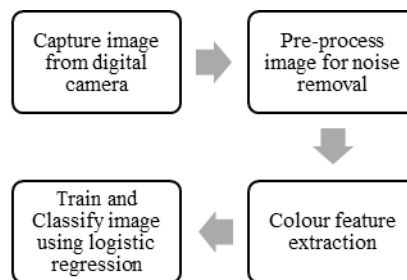 Capture image
from digital
camera
Pre-process
image for noise
removal
Colour feature
extraction
Train and
Classify image
using logistic
regression